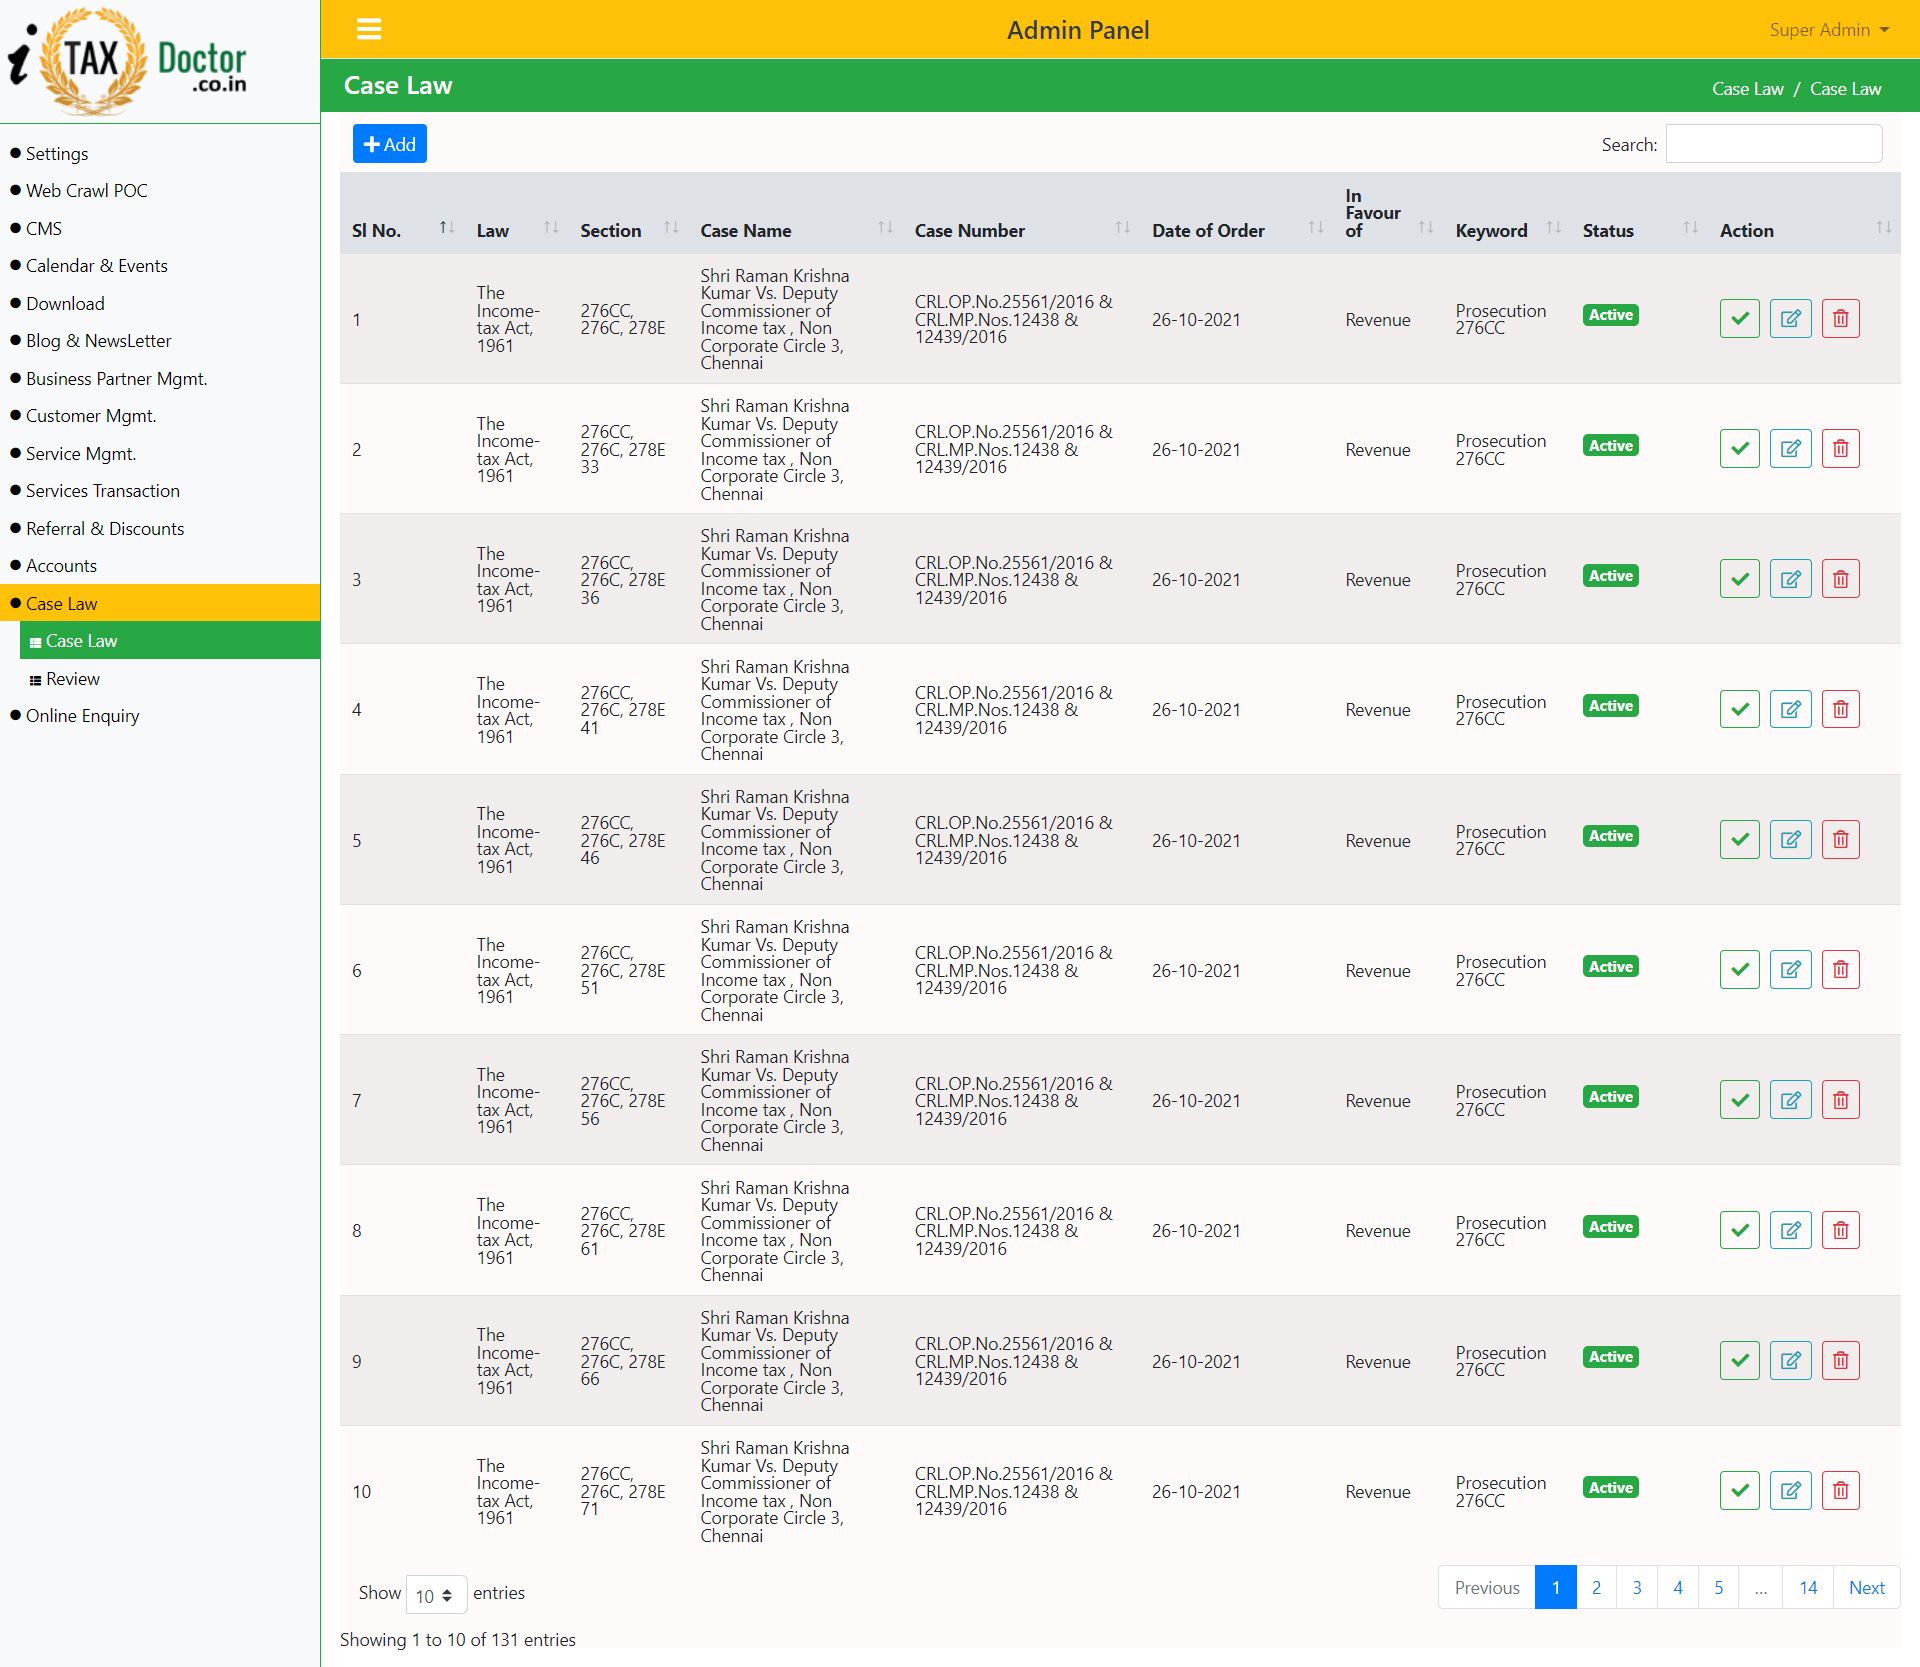 i TAX Doctor
.co.in
Admin Panel
Super Admin
Case Law
Case Law / Case Law
Settings
Web Crawl POC
CMS
Calendar & Events
Download
Blog & NewsLetter
Business Partner Mgmt.
Customer Mgmt.
Service Mgmt.
Services Transaction
Referral & Discounts
Accounts
Case Law
Case Law
Review
Online Enquiry
Add
Search:
Sl No.
Law
Section
Case Name
Case Number
Date of Order
In
Favour
of
Keyword
Status
Action
1
The
Income-
tax Act,
1961
276CC,
276C, 278E
Shri Raman Krishna
Kumar Vs. Deputy
Commissioner of
Income tax , Non
Corporate Circle 3,
Chennai
CRL.OP.No.25561/2016 &
CRL.MP.Nos.12438 &
12439/2016
26-10-2021
Revenue
Prosecution
276CC
Active
2
The
Income-
tax Act,
1961
276CC,
276C, 278E
33
Shri Raman Krishna
Kumar Vs. Deputy
Commissioner of
Income tax , Non
Corporate Circle 3,
Chennai
CRL.OP.No.25561/2016 &
CRL.MP.Nos.12438 &
12439/2016
26-10-2021
Revenue
Prosecution
276CC
Active
3
The
Income-
tax Act,
1961
276CC,
276C, 278E
36
Shri Raman Krishna
Kumar Vs. Deputy
Commissioner of
Income tax , Non
Corporate Circle 3,
Chennai
CRL.OP.No.25561/2016 &
CRL.MP.Nos.12438 &
12439/2016
26-10-2021
Revenue
Prosecution
276CC
Active
4
The
Income-
tax Act,
1961
276CC,
276C, 278E
41
Shri Raman Krishna
Kumar Vs. Deputy
Commissioner of
Income tax , Non
Corporate Circle 3,
Chennai
CRL.OP.No.25561/2016 &
CRL.MP.Nos.12438 &
12439/2016
26-10-2021
Revenue
Prosecution
276CC
Active
5
The
Income-
tax Act,
1961
276CC,
276C, 278E
46
Shri Raman Krishna
Kumar Vs. Deputy
Commissioner of
Income tax , Non
Corporate Circle 3,
Chennai
CRL.OP.No.25561/2016 &
CRL.MP.Nos.12438 &
12439/2016
26-10-2021
Revenue
Prosecution
276CC
Active
6
The
Income-
tax Act,
1961
276CC,
276C, 278E
51
Shri Raman Krishna
Kumar Vs. Deputy
Commissioner of
Income tax , Non
Corporate Circle 3,
Chennai
CRL.OP.No.25561/2016 &
CRL.MP.Nos.12438 &
12439/2016
26-10-2021
Revenue
Prosecution
276CC
Active
7
The
Income-
tax Act,
1961
276CC,
276C, 278E
56
Shri Raman Krishna
Kumar Vs. Deputy
Commissioner of
Income tax , Non
Corporate Circle 3,
Chennai
CRL.OP.No.25561/2016 &
CRL.MP.Nos.12438 &
12439/2016
26-10-2021
Revenue
Prosecution
276CC
Active
8
The
Income-
tax Act,
1961
276CC,
276C, 278E
61
Shri Raman Krishna
Kumar Vs. Deputy
Commissioner of
Income tax , Non
Corporate Circle 3,
Chennai
CRL.OP.No.25561/2016 &
CRL.MP.Nos.12438 &
12439/2016
26-10-2021
Revenue
Prosecution
276CC
Active
9
The
Income-
tax Act,
1961
276CC,
276C, 278E
66
Shri Raman Krishna
Kumar Vs. Deputy
Commissioner of
Income tax , Non
Corporate Circle 3,
Chennai
CRL.OP.No.25561/2016 &
CRL.MP.Nos.12438 &
12439/2016
26-10-2021
Revenue
Prosecution
276CC
Active
10
The
Income-
tax Act,
1961
276CC,
276C, 278E
71
Shri Raman Krishna
Kumar Vs. Deputy
Commissioner of
Income tax , Non
Corporate Circle 3,
Chennai
CRL.OP.No.25561/2016 &
CRL.MP.Nos.12438 &
12439/2016
26-10-2021
Revenue
Prosecution
276CC
Active
Show 10 entries
Previous 1 2 3 4 5 … 14 Next
Showing 1 to 10 of 131 entries